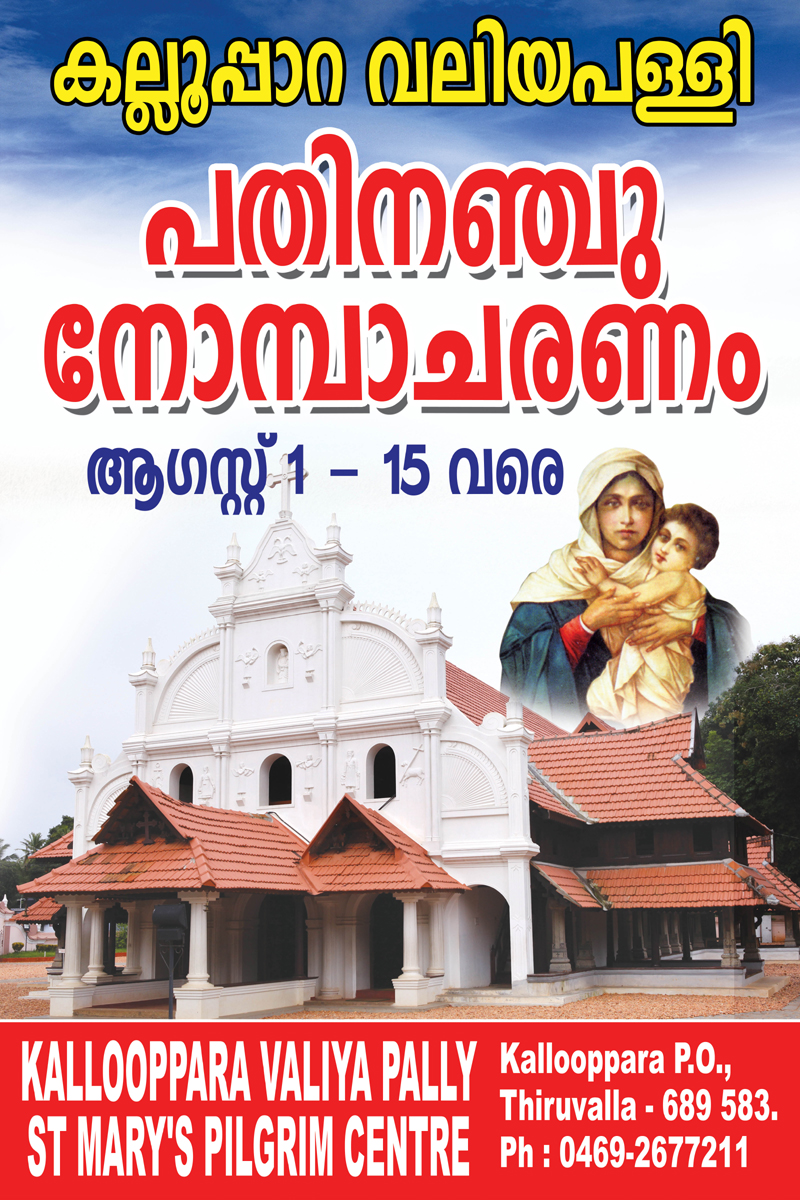 കല്ലൂപ്പാറ വലിയപള്ളി
പതിനഞ്ചു
നോമ്പാചരണം
ആഗസ്റ്റ് 1 - 15 വരെ
KALLOOPPARA VALIYA PALLY
ST MARY'S PILGRIM CENTRE
Kallooppara P.O.,
Thiruvalla - 689 583.
Ph : 0469-2677211